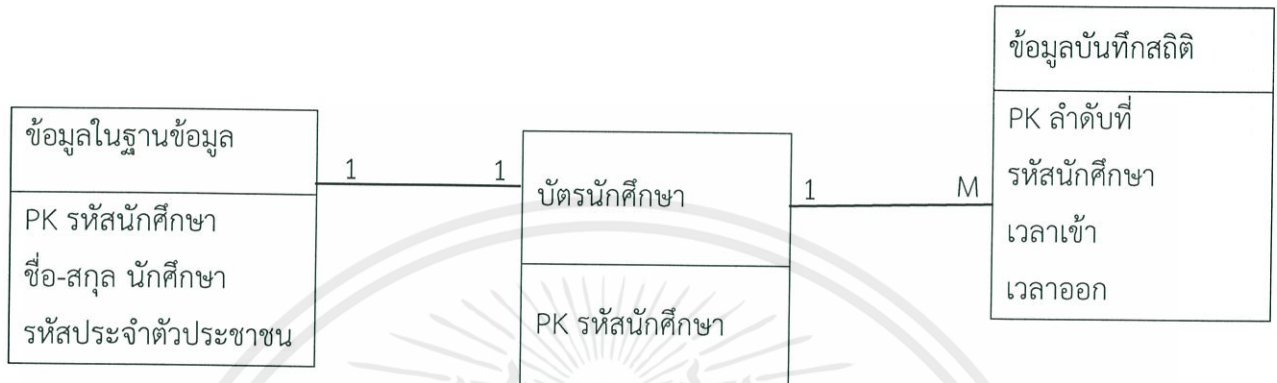 ข้อมูลในฐานข้อมูล
PK รหัสนักศึกษา
ชื่อ-สกุล นักศึกษา
รหัสประจำตัวประชาชน
1
1
บัตรนักศึกษา
PK รหัสนักศึกษา
1
M
ข้อมูลบันทึกสถิติ
PK ลำดับที่
รหัสนักศึกษา
เวลาเข้า
เวลาออก